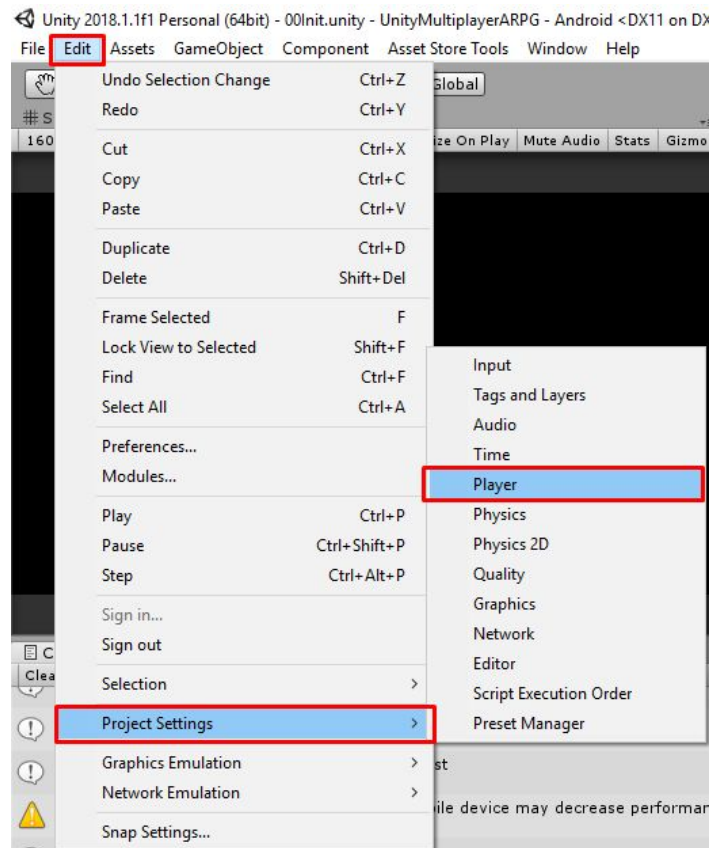 Unity 2018.1.1f1 Personal (64bit) - 00Init.unity - UnityMultiplayerARPG - Android <DX11 on DX
File Edit Assets GameObject Component Asset Store Tools Window Help
Global
# S
160
ize On Play Mute Audio Stats Gizmo
Undo Selection Change Ctrl+Z
Redo Ctrl+Y
Cut Ctrl+X
Copy Ctrl+C
Paste Ctrl+V
Duplicate Ctrl+D
Delete Shift+Del
Frame Selected F
Lock View to Selected Shift+F
Find Ctrl+F
Select All Ctrl+A
Preferences...
Modules...
Play Ctrl+P
Pause Ctrl+Shift+P
Step Ctrl+Alt+P
Sign in...
Sign out
Selection >
Project Settings >
Graphics Emulation >
Network Emulation >
Snap Settings...
Input
Tags and Layers
Audio
Time
Player
Physics
Physics 2D
Quality
Graphics
Network
Editor
Script Execution Order
Preset Manager
C
Clea
st
ile device may decrease performan